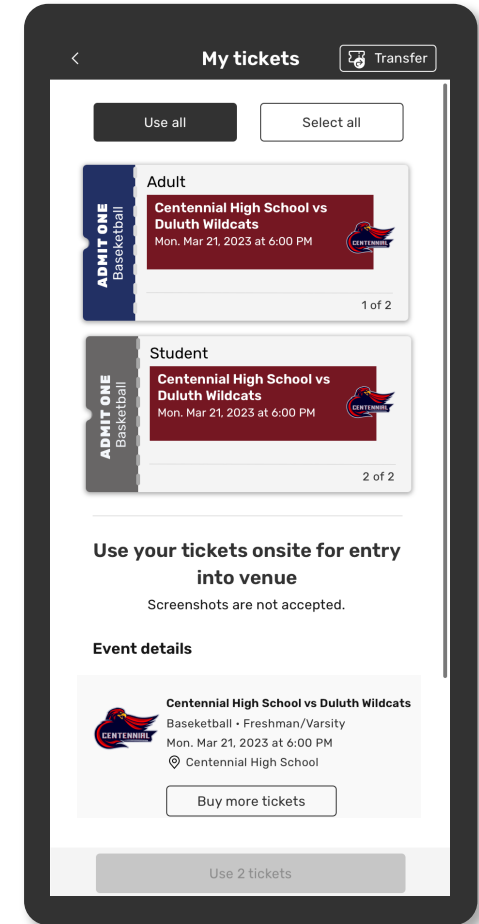 My tickets
Transfer
Use all
Select all
ADMIT ONE
Baseketball
Adult
Centennial High School vs
Duluth Wildcats
Mon. Mar 21, 2023 at 6:00 PM
CENTENNIAL
1 of 2
ADMIT ONE
Basketball
Student
Centennial High School vs
Duluth Wildcats
Mon. Mar 21, 2023 at 6:00 PM
CENTENNIAL
2 of 2
Use your tickets onsite for entry
into venue
Screenshots are not accepted.
Event details
CENTENNIAL
Centennial High School vs Duluth Wildcats
Baseketball • Freshman/Varsity
Mon. Mar 21, 2023 at 6:00 PM
Centennial High School
Buy more tickets
Use 2 tickets